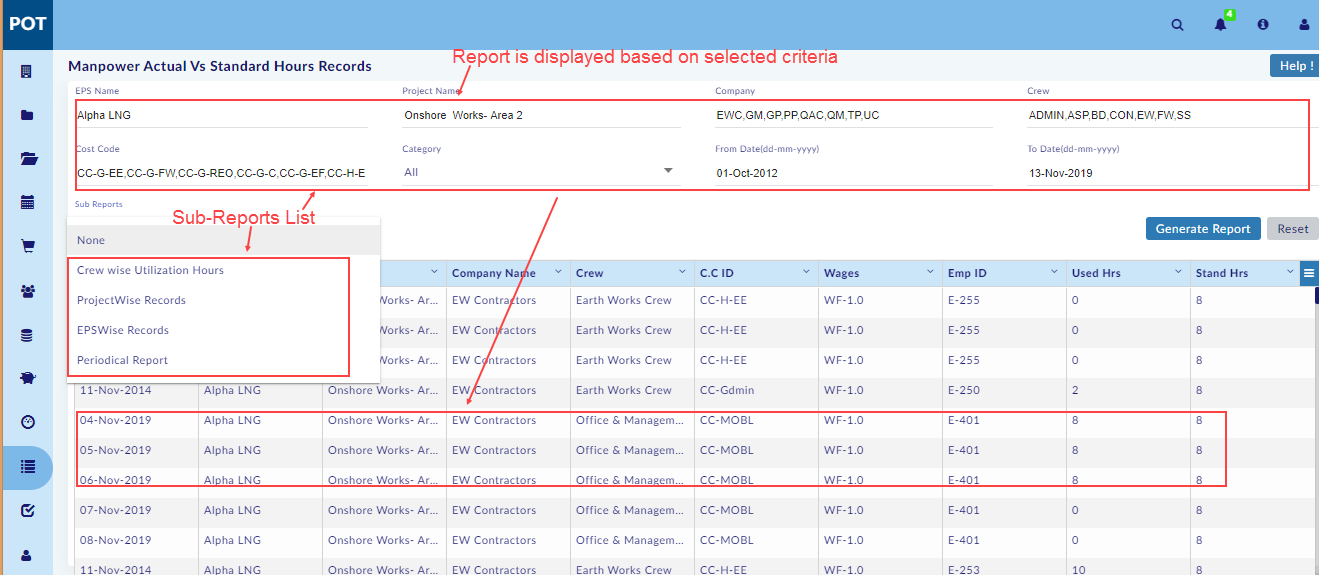 POT
4
Report is displayed based on selected criteria
Manpower Actual Vs Standard Hours Records
Help !
EPS Name Project Name Company Crew
Alpha LNG Onshore Works- Area 2 EWC,GM,GP,PP,QAC,QM,TP,UC ADMIN,ASP,BD,CON,EW,FW,SS
Cost Code Category From Date(dd-mm-yyyy) To Date(dd-mm-yyyy)
CC-G-EE,CC-G-FW,CC-G-REO,CC-G-C,CC-G-EF,CC-H-E All 01-Oct-2012 13-Nov-2019
Sub Reports
Sub-Reports List
Generate Report Reset
None
Crew wise Utilization Hours
ProjectWise Records
EPSWise Records
Periodical Report
Company Name Crew C.C ID Wages Emp ID Used Hrs Stand Hrs
Works- Ar... EW Contractors Earth Works Crew CC-H-EE WF-1.0 E-255 0 8
Works- Ar... EW Contractors Earth Works Crew CC-H-EE WF-1.0 E-255 0 8
Works- Ar... EW Contractors Earth Works Crew CC-H-EE WF-1.0 E-255 0 8
11-Nov-2014 Alpha LNG Onshore Works- Ar... EW Contractors Earth Works Crew CC-Gdmin WF-1.0 E-250 2 8
04-Nov-2019 Alpha LNG Onshore Works- Ar... EW Contractors Office & Managem... CC-MOBL WF-1.0 E-401 8 8
05-Nov-2019 Alpha LNG Onshore Works- Ar... EW Contractors Office & Managem... CC-MOBL WF-1.0 E-401 8 8
06-Nov-2019 Alpha LNG Onshore Works- Ar... EW Contractors Office & Managem... CC-MOBL WF-1.0 E-401 8 8
07-Nov-2019 Alpha LNG Onshore Works- Ar... EW Contractors Office & Managem... CC-MOBL WF-1.0 E-401 0 8
08-Nov-2019 Alpha LNG Onshore Works- Ar... EW Contractors Office & Managem... CC-MOBL WF-1.0 E-401 0 8
11-Nov-2014 Alpha LNG Onshore Works- Ar... EW Contractors Earth Works Crew CC-H-EE WF-1.0 E-253 10 8